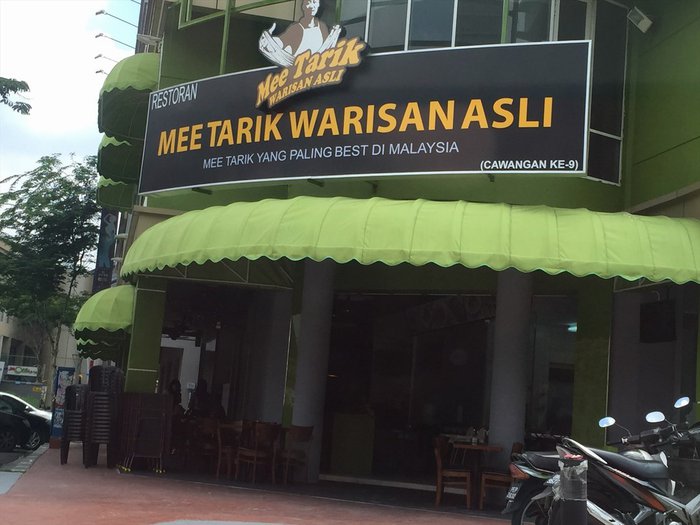 RESTORAN
Mee Tarik
WARISAN ASLI
MEE TARIK WARISAN ASLI
MEE TARIK YANG PALING BEST DI MALAYSIA
(CAWANGAN KE-9)